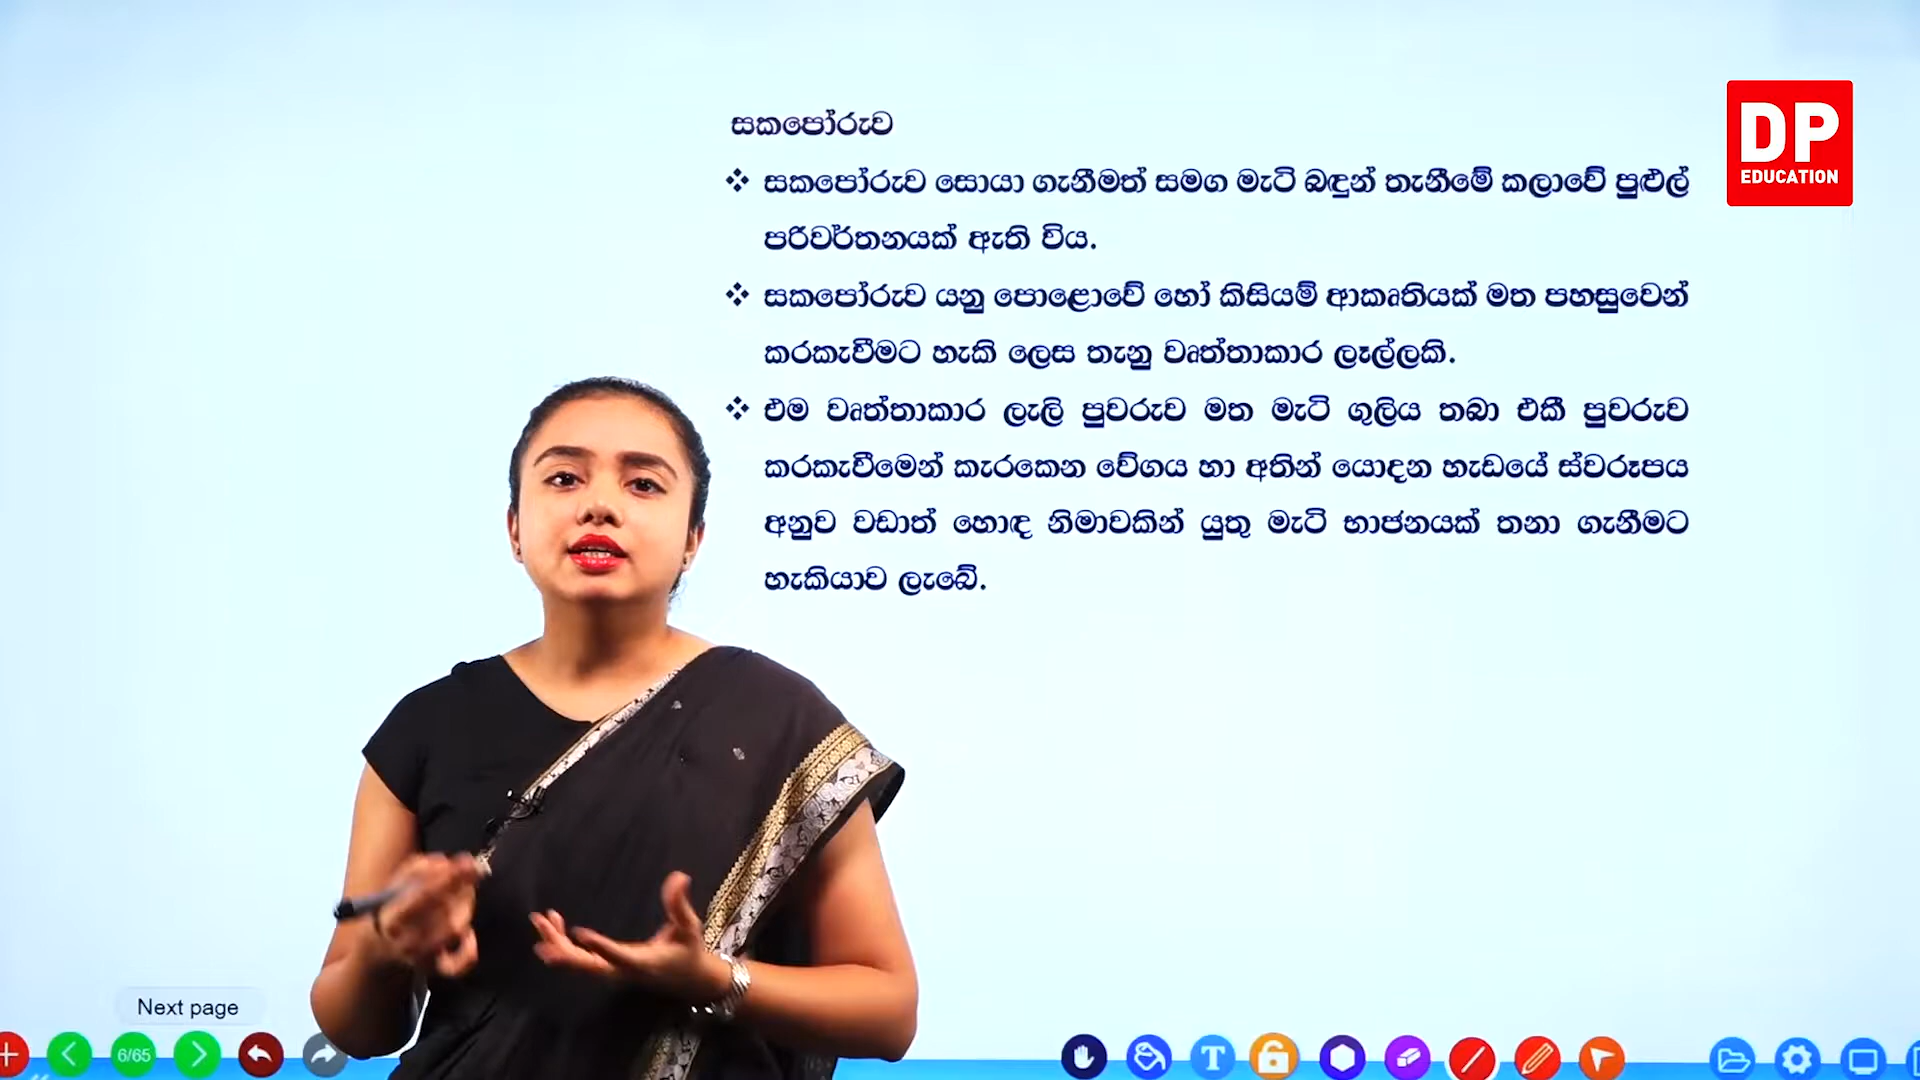 සකපෝරුව
DP
EDUCATION
❖ සකපෝරුව සොයා ගැනීමත් සමග මැටි බඳුන් තැනීමේ කලාවේ පුළුල්
පරිවර්තනයක් ඇති විය.
❖ සකපෝරුව යනු පොළොවේ හෝ කිසියම් ආකෘතියක් මත පහසුවෙන්
කරකැවීමට හැකි ලෙස තැනු වෘත්තාකාර ලෑල්ලකි.
❖ එම වෘත්තාකාර ලැලි පුවරුව මත මැටි ගුලිය තබා එකී පුවරුව
කරකැවීමෙන් කැරකෙන වේගය හා අතින් යොදන හැඩයේ ස්වරූපය
අනුව වඩාත් හොඳ නිමාවකින් යුතු මැටි භාජනයක් තනා ගැනීමට
හැකියාව ලැබේ.
Next page
6/65
T